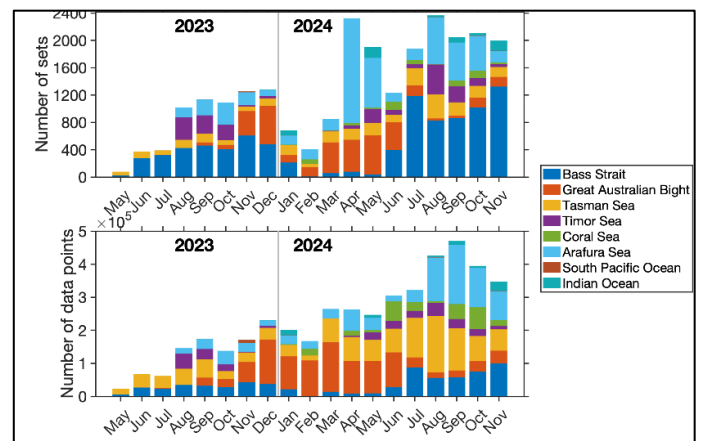 2023
2024
Number of sets
2400
2000
1600
1200
800
400
0
May
Jun
Jul
Aug
Sep
Oct
Nov
Dec
Jan
Feb
Mar
Apr
May
Jun
Jul
Aug
Sep
Oct
Nov
×10⁵
2023
2024
Number of data points
5
4
3
2
1
0
May
Jun
Jul
Aug
Sep
Oct
Nov
Dec
Jan
Feb
Mar
Apr
May
Jun
Jul
Aug
Sep
Oct
Nov
Bass Strait
Great Australian Bight
Tasman Sea
Timor Sea
Coral Sea
Arafura Sea
South Pacific Ocean
Indian Ocean